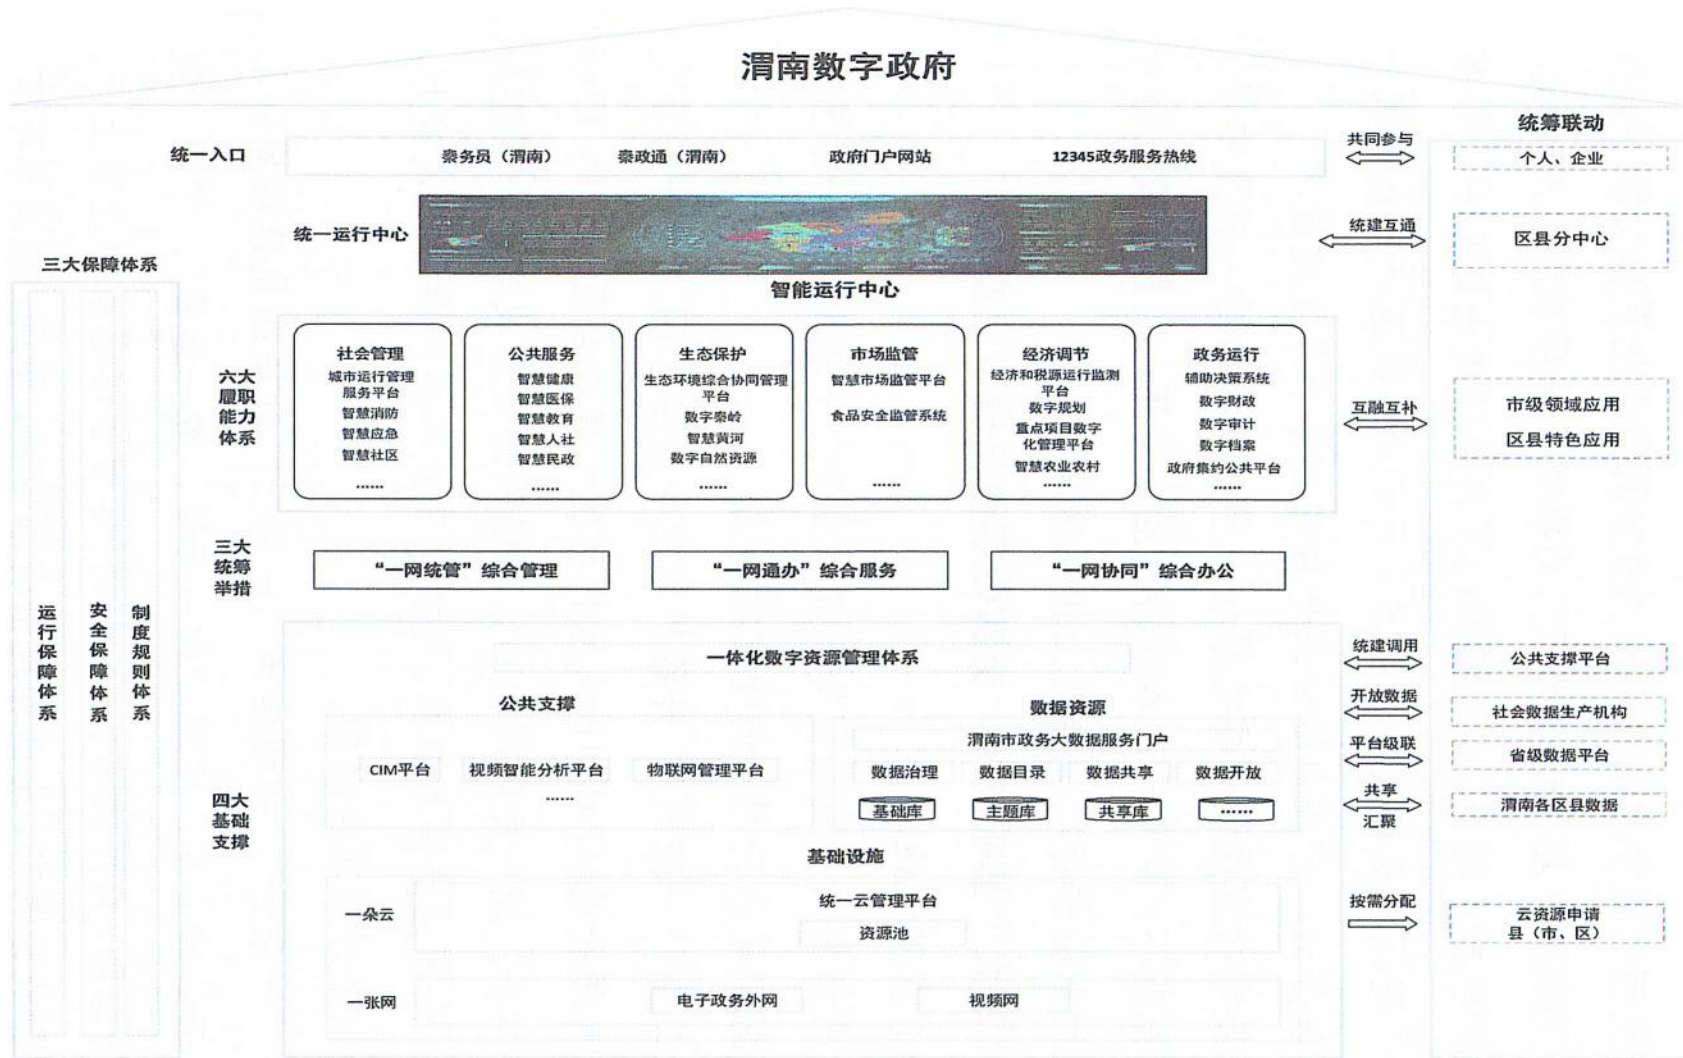 渭南数字政府
统筹联动
统一入口
秦务员（渭南）
秦政通（渭南）
政府门户网站
12345政务服务热线
共同参与
个人、企业
统一运行中心
统建互通
区县分中心
智能运行中心
三大保障体系
运行保障体系
安全保障体系
制度规则体系
六大
履职
能力
体系
社会管理
城市运行管理
服务平台
智慧消防
智慧应急
智慧社区
……
公共服务
智慧健康
智慧医保
智慧教育
智慧人社
智慧民政
……
生态保护
生态环境综合协同管理
平台
数字秦岭
智慧黄河
数字自然资源
……
市场监管
智慧市场监管平台
食品安全监管系统
……
经济调节
经济和税源运行监测
平台
数字规划
重点项目数字
化管理平台
智慧农业农村
……
政务运行
辅助决策系统
数字财政
数字审计
数字档案
政府集约公共平台
……
互融互补
市级领域应用
区县特色应用
三大
统筹
举措
“一网统管”综合管理
“一网通办”综合服务
“一网协同”综合办公
四大
基础
支撑
一体化数字资源管理体系
公共支撑
CIM平台
视频智能分析平台
物联网管理平台
……
数据资源
渭南市政务大数据服务门户
数据治理
数据目录
数据共享
数据开放
基础库
主题库
共享库
……
基础设施
一朵云
统一云管理平台
资源池
一张网
电子政务外网
视频网
统建调用
公共支撑平台
开放数据
社会数据生产机构
平台级联
省级数据平台
共享
汇聚
渭南各区县数据
按需分配
云资源申请
县（市、区）